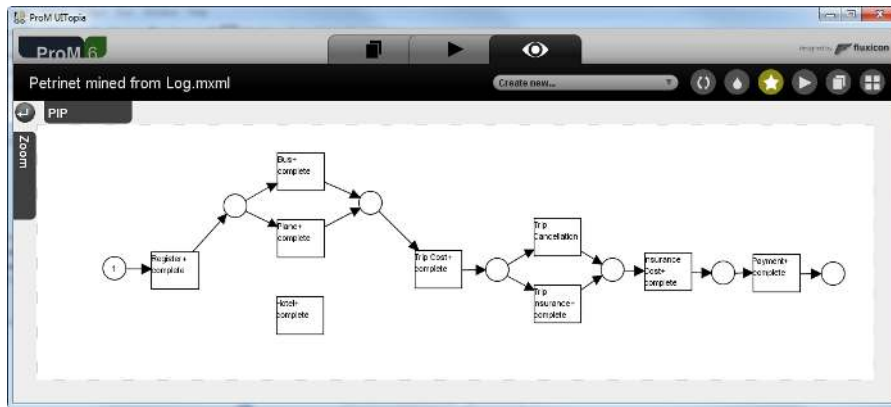 ProM UITopia
ProM 6
fluxicon
Petrinet mined from Log.mxml
Create new...
PIP
Zoom
Bus+
complete
Plane+
complete
Hotel+
complete
1
Register+
complete
Trip Cost+
complete
Trip
Cancellation
Trip
Insurance+
complete
Insurance
Cost+
complete
Payment+
complete